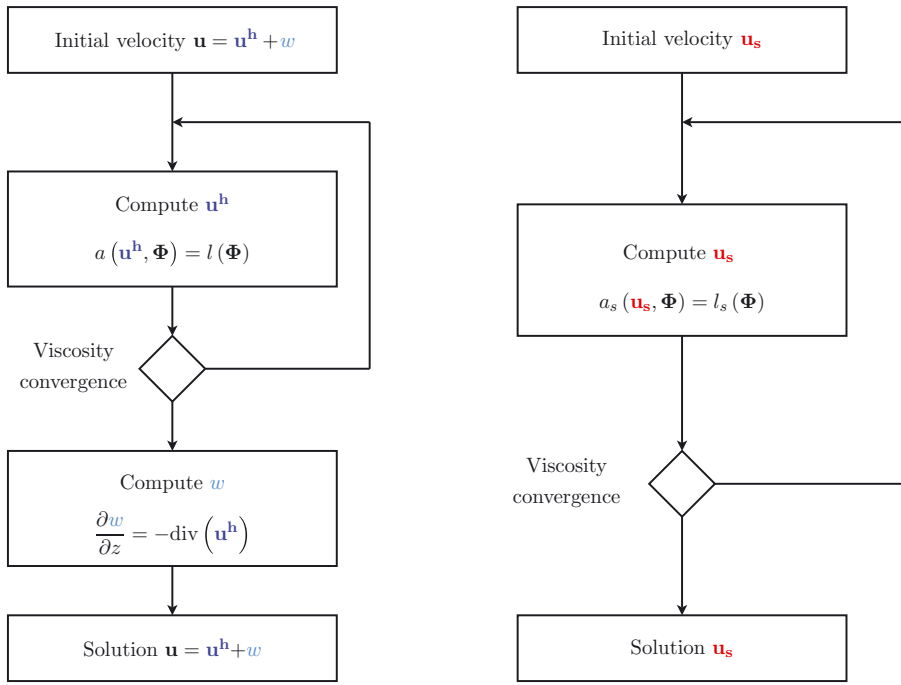 Initial velocity u = u^h + w
Compute u^h
a (u^h, Φ) = l (Φ)
Viscosity
convergence
Compute w
∂w/∂z = −div (u^h)
Solution u = u^h+w
Initial velocity u_s
Compute u_s
a_s (u_s, Φ) = l_s (Φ)
Viscosity
convergence
Solution u_s